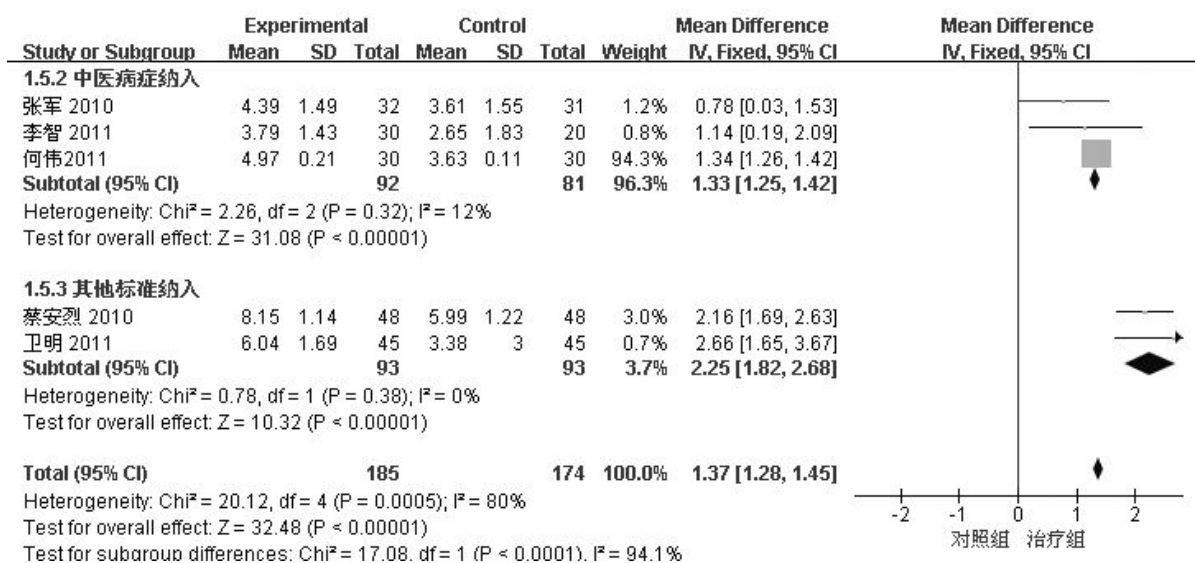 Experimental Control Mean Difference Mean Difference
Study or Subgroup Mean SD Total Mean SD Total Weight IV, Fixed, 95% CI IV, Fixed, 95% CI
1.5.2 中医病症纳入
张军 2010 4.39 1.49 32 3.61 1.55 31 1.2% 0.78 [0.03, 1.53]
李智 2011 3.79 1.43 30 2.65 1.83 20 0.8% 1.14 [0.19, 2.09]
何伟2011 4.97 0.21 30 3.63 0.11 30 94.3% 1.34 [1.26, 1.42]
Subtotal (95% CI) 92 81 96.3% 1.33 [1.25, 1.42]
Heterogeneity: Chi² = 2.26, df = 2 (P = 0.32); I² = 12%
Test for overall effect: Z = 31.08 (P < 0.00001)
1.5.3 其他标准纳入
蔡安烈 2010 8.15 1.14 48 5.99 1.22 48 3.0% 2.16 [1.69, 2.63]
卫明 2011 6.04 1.69 45 3.38 3 45 0.7% 2.66 [1.65, 3.67]
Subtotal (95% CI) 93 93 3.7% 2.25 [1.82, 2.68]
Heterogeneity: Chi² = 0.78, df = 1 (P = 0.38); I² = 0%
Test for overall effect: Z = 10.32 (P < 0.00001)
Total (95% CI) 185 174 100.0% 1.37 [1.28, 1.45]
Heterogeneity: Chi² = 20.12, df = 4 (P = 0.0005); I² = 80%
Test for overall effect: Z = 32.48 (P < 0.00001)
Test for subgroup differences: Chi² = 17.08, df = 1 (P < 0.0001), I² = 94.1%
-2 -1 0 1 2
对照组 治疗组